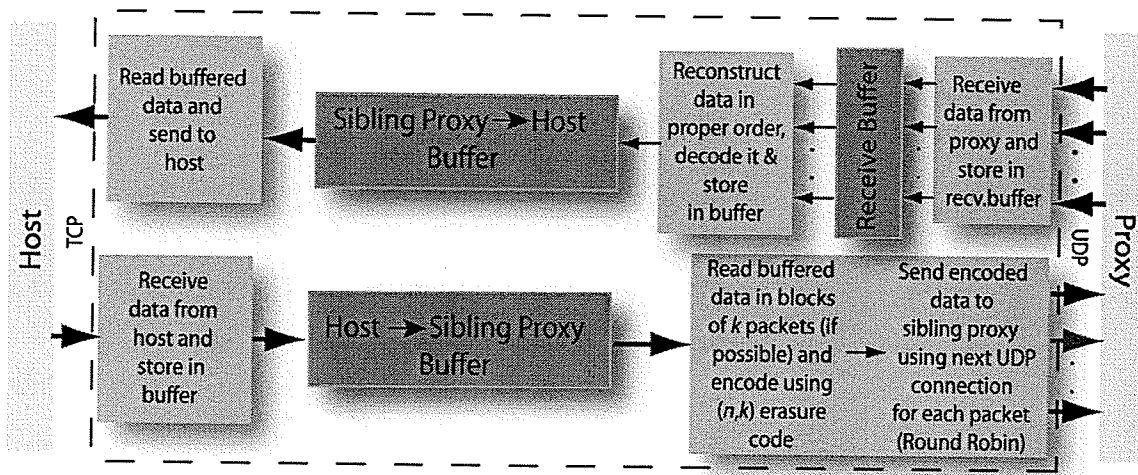 Host
TCP
Read buffered
data and
send to
host
Sibling Proxy → Host
Buffer
Reconstruct
data in
proper order,
decode it &
store
in buffer
Receive Buffer
Receive
data from
proxy and
store in
recv.buffer
UDP
Proxy
Receive
data from
host and
store in
buffer
Host → Sibling Proxy
Buffer
Read buffered
data in blocks
of k packets (if
possible) and
encode using
(n,k) erasure
code
Send encoded
data to
sibling proxy
using next UDP
connection
for each packet
(Round Robin)